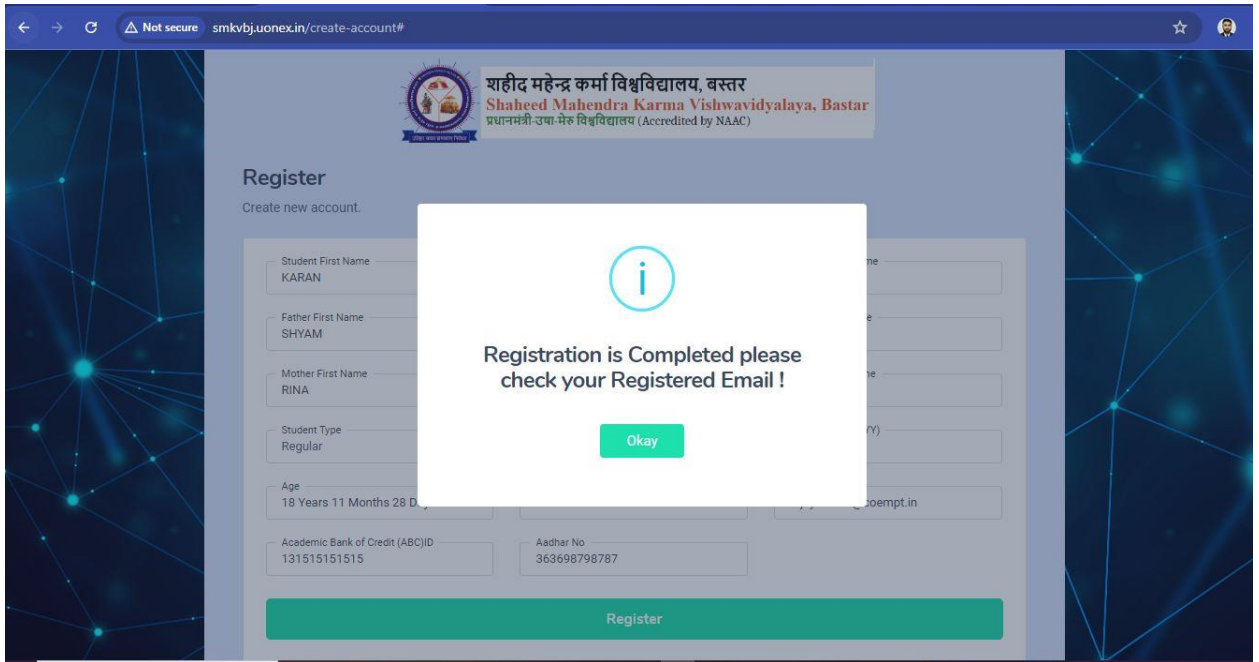 Not secure smkvbj.uonex.in/create-account#
शहीद महेन्द्र कर्मा विश्वविद्यालय, बस्तर
Shaheed Mahendra Karma Vishwavidyalaya, Bastar
प्रधानमंत्री-उषा-मेरु विश्वविद्यालय (Accredited by NAAC)
Register
Create new account.
Student First Name
KARAN
Father First Name
SHYAM
Mother First Name
RINA
Student Type
Regular
Age
18 Years 11 Months 28
coempt.in
Registration is Completed please
check your Registered Email !
Okay
Academic Bank of Credit (ABC)ID
131515151515
Aadhar No
363698798787
Register